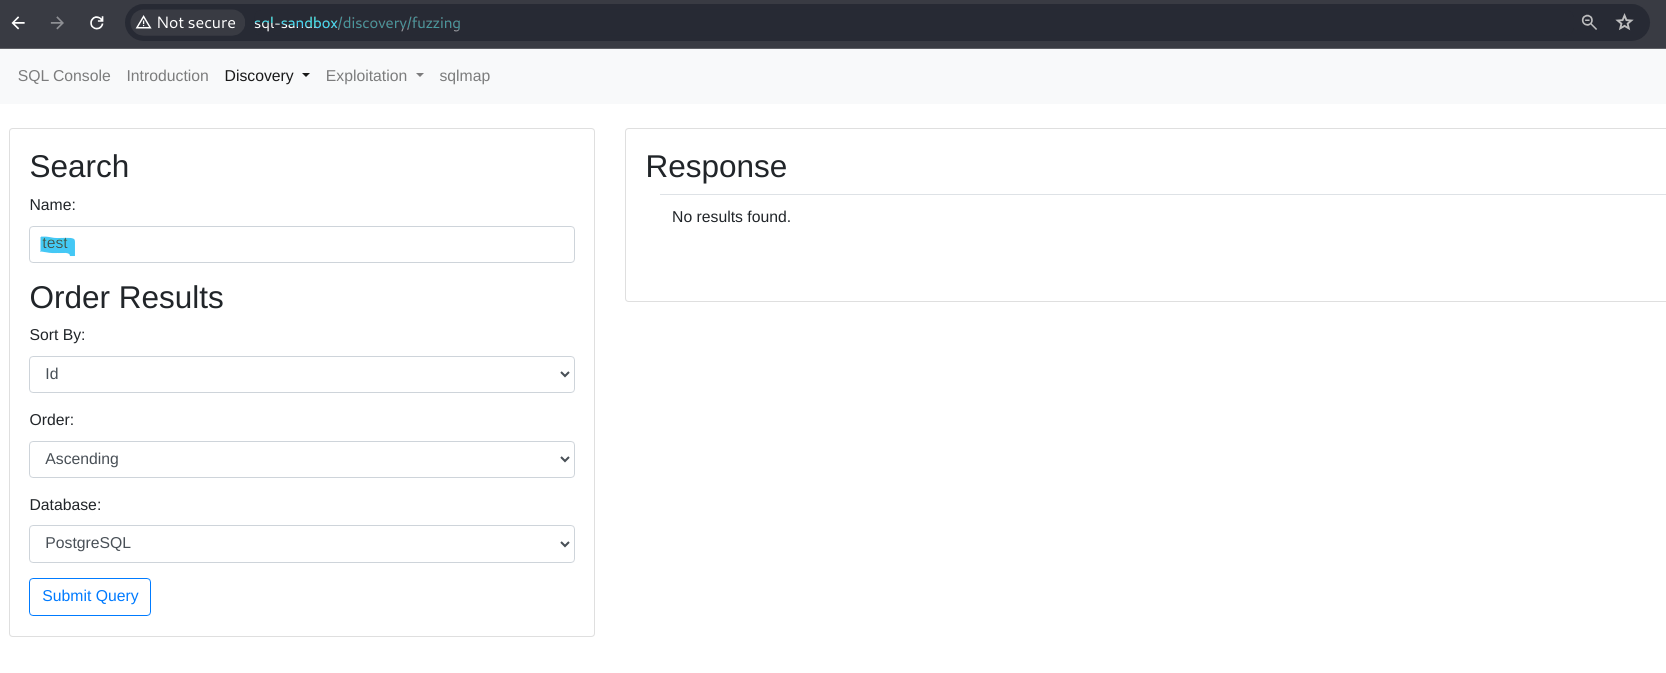 Not secure sql-sandbox/discovery/fuzzing
SQL Console Introduction Discovery Exploitation sqlmap
Search
Name:
test
Order Results
Sort By:
Id
Order:
Ascending
Database:
PostgreSQL
Submit Query
Response
No results found.